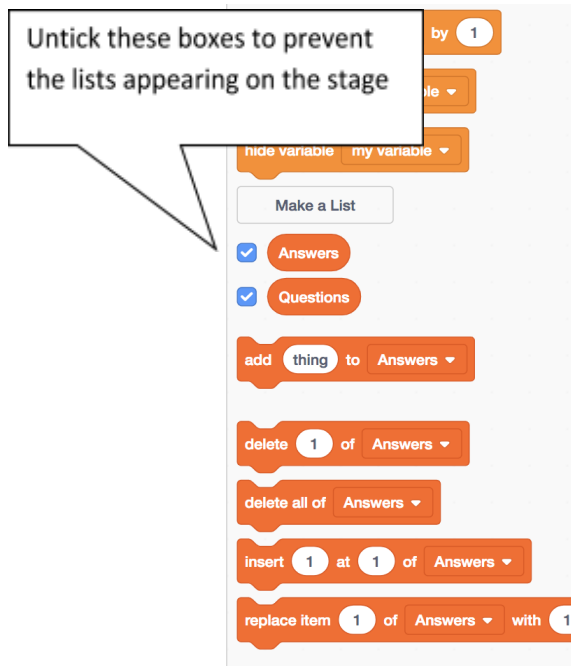 Untick these boxes to prevent
the lists appearing on the stage
by 1
ble
hide variable my variable
Make a List
Answers
Questions
add thing to Answers
delete 1 of Answers
delete all of Answers
insert 1 at 1 of Answers
replace item 1 of Answers with 1